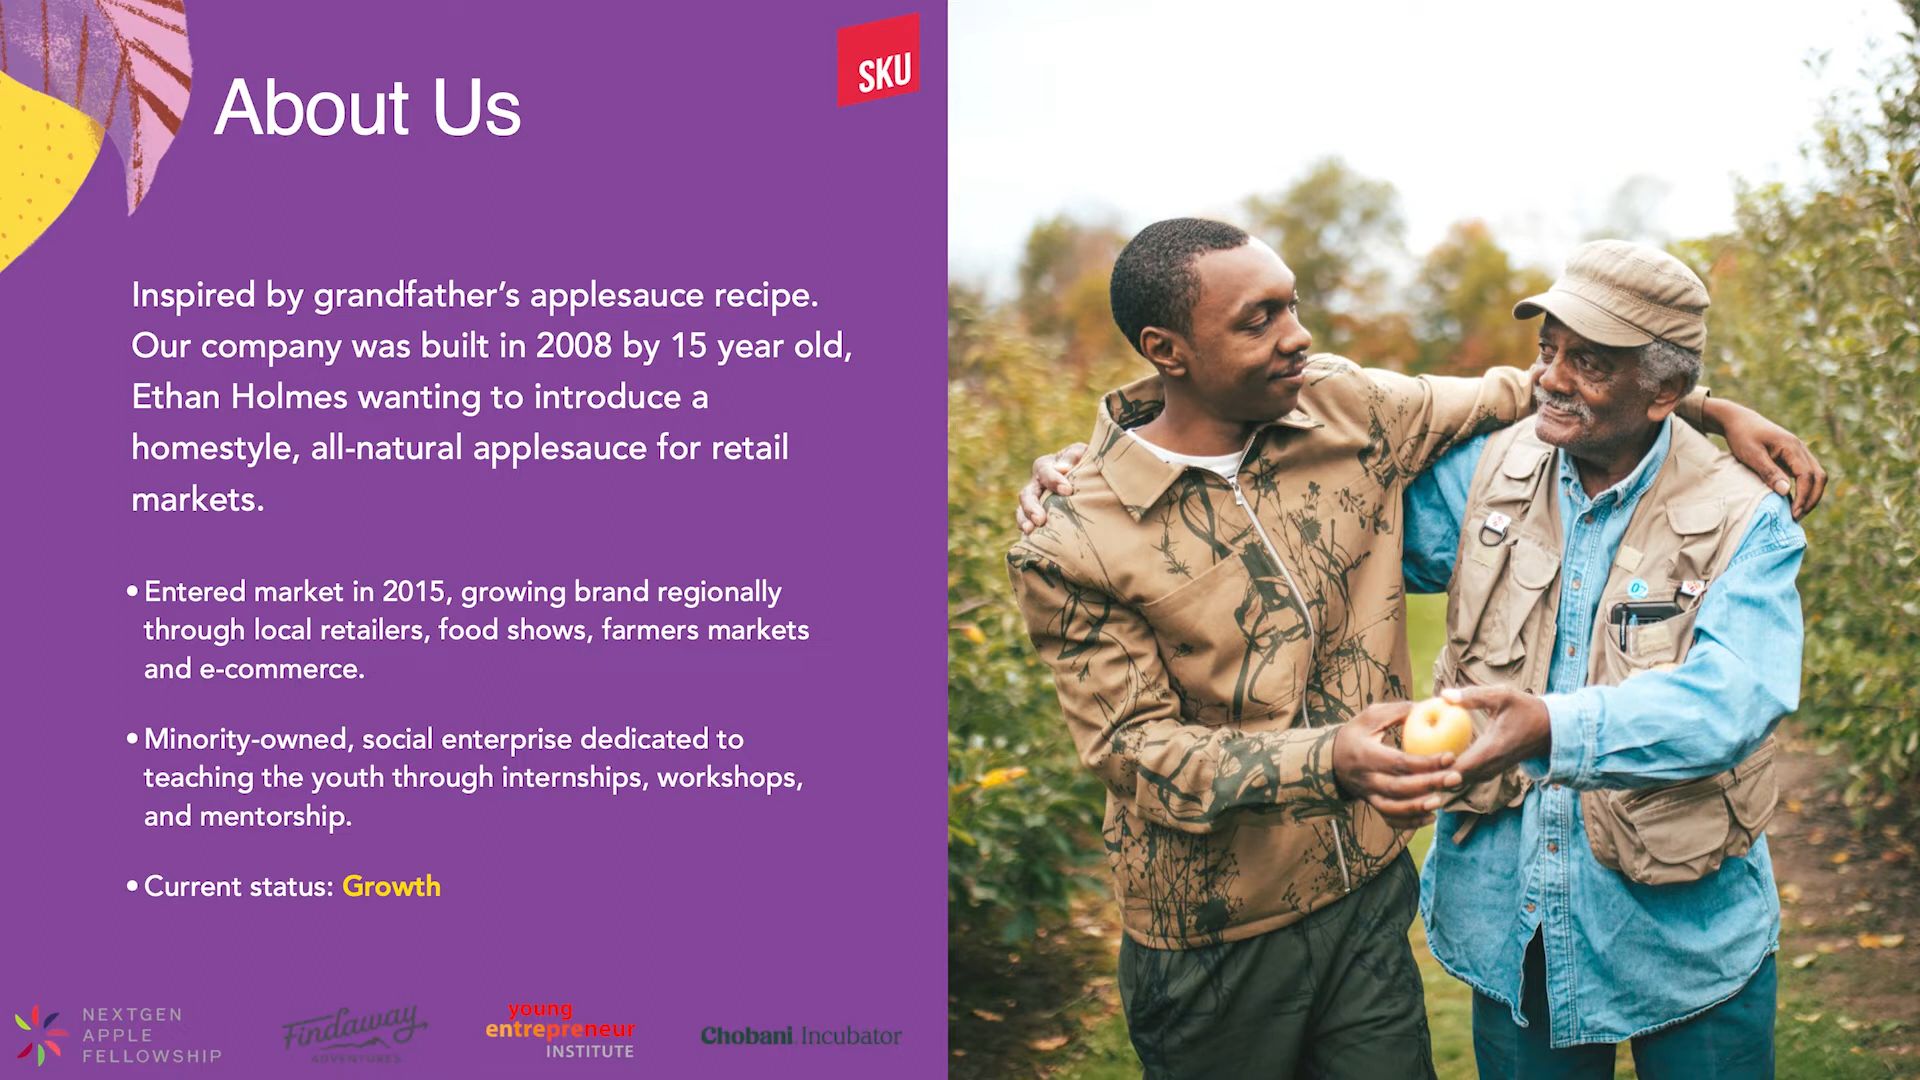 SKU
About Us
Inspired by grandfather’s applesauce recipe.
Our company was built in 2008 by 15 year old,
Ethan Holmes wanting to introduce a
homestyle, all-natural applesauce for retail
markets.
• Entered market in 2015, growing brand regionally
through local retailers, food shows, farmers markets
and e-commerce.
• Minority-owned, social enterprise dedicated to
teaching the youth through internships, workshops,
and mentorship.
• Current status: Growth
NEXTGEN
APPLE
FELLOWSHIP
Findaway
ADVENTURES
young
entrepreneur
INSTITUTE
Chobani Incubator